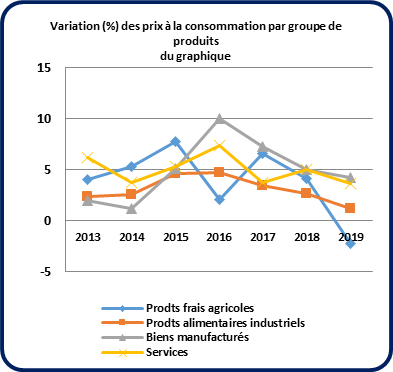 Variation (%) des prix à la consommation par groupe de
produits
du graphique
15
10
5
0
-5
2013 2014 2015 2016 2017 2018 2019
Prodts frais agricoles
Prodts alimentaires industriels
Biens manufacturés
Services